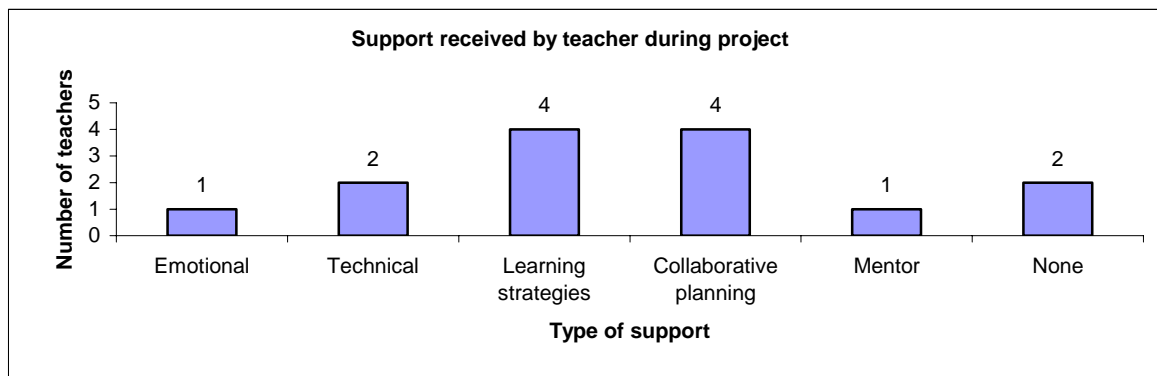 Support received by teacher during project
Number of teachers
5
4
3
2
1
0
1
2
4
4
1
2
Emotional
Technical
Learning
strategies
Collaborative
planning
Mentor
None
Type of support